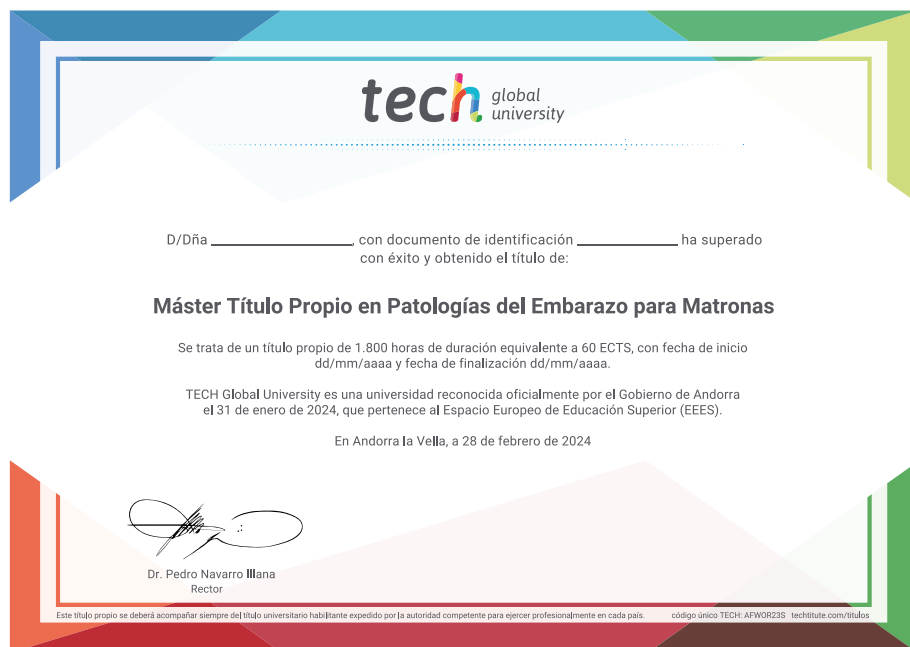 tech global
university
D/Dña ________________, con documento de identificación ____________ ha superado
con éxito y obtenido el título de:
Máster Título Propio en Patologías del Embarazo para Matronas
Se trata de un título propio de 1.800 horas de duración equivalente a 60 ECTS, con fecha de inicio
dd/mm/aaaa y fecha de finalización dd/mm/aaaa.
TECH Global University es una universidad reconocida oficialmente por el Gobierno de Andorra
el 31 de enero de 2024, que pertenece al Espacio Europeo de Educación Superior (EEES).
En Andorra la Vella, a 28 de febrero de 2024
Dr. Pedro Navarro Illana
Rector
Este título propio se deberá acompañar siempre del título universitario habilitante expedido por la autoridad competente para ejercer profesionalmente en cada país. código único TECH: AFWOR23S techtitute.com/titulos